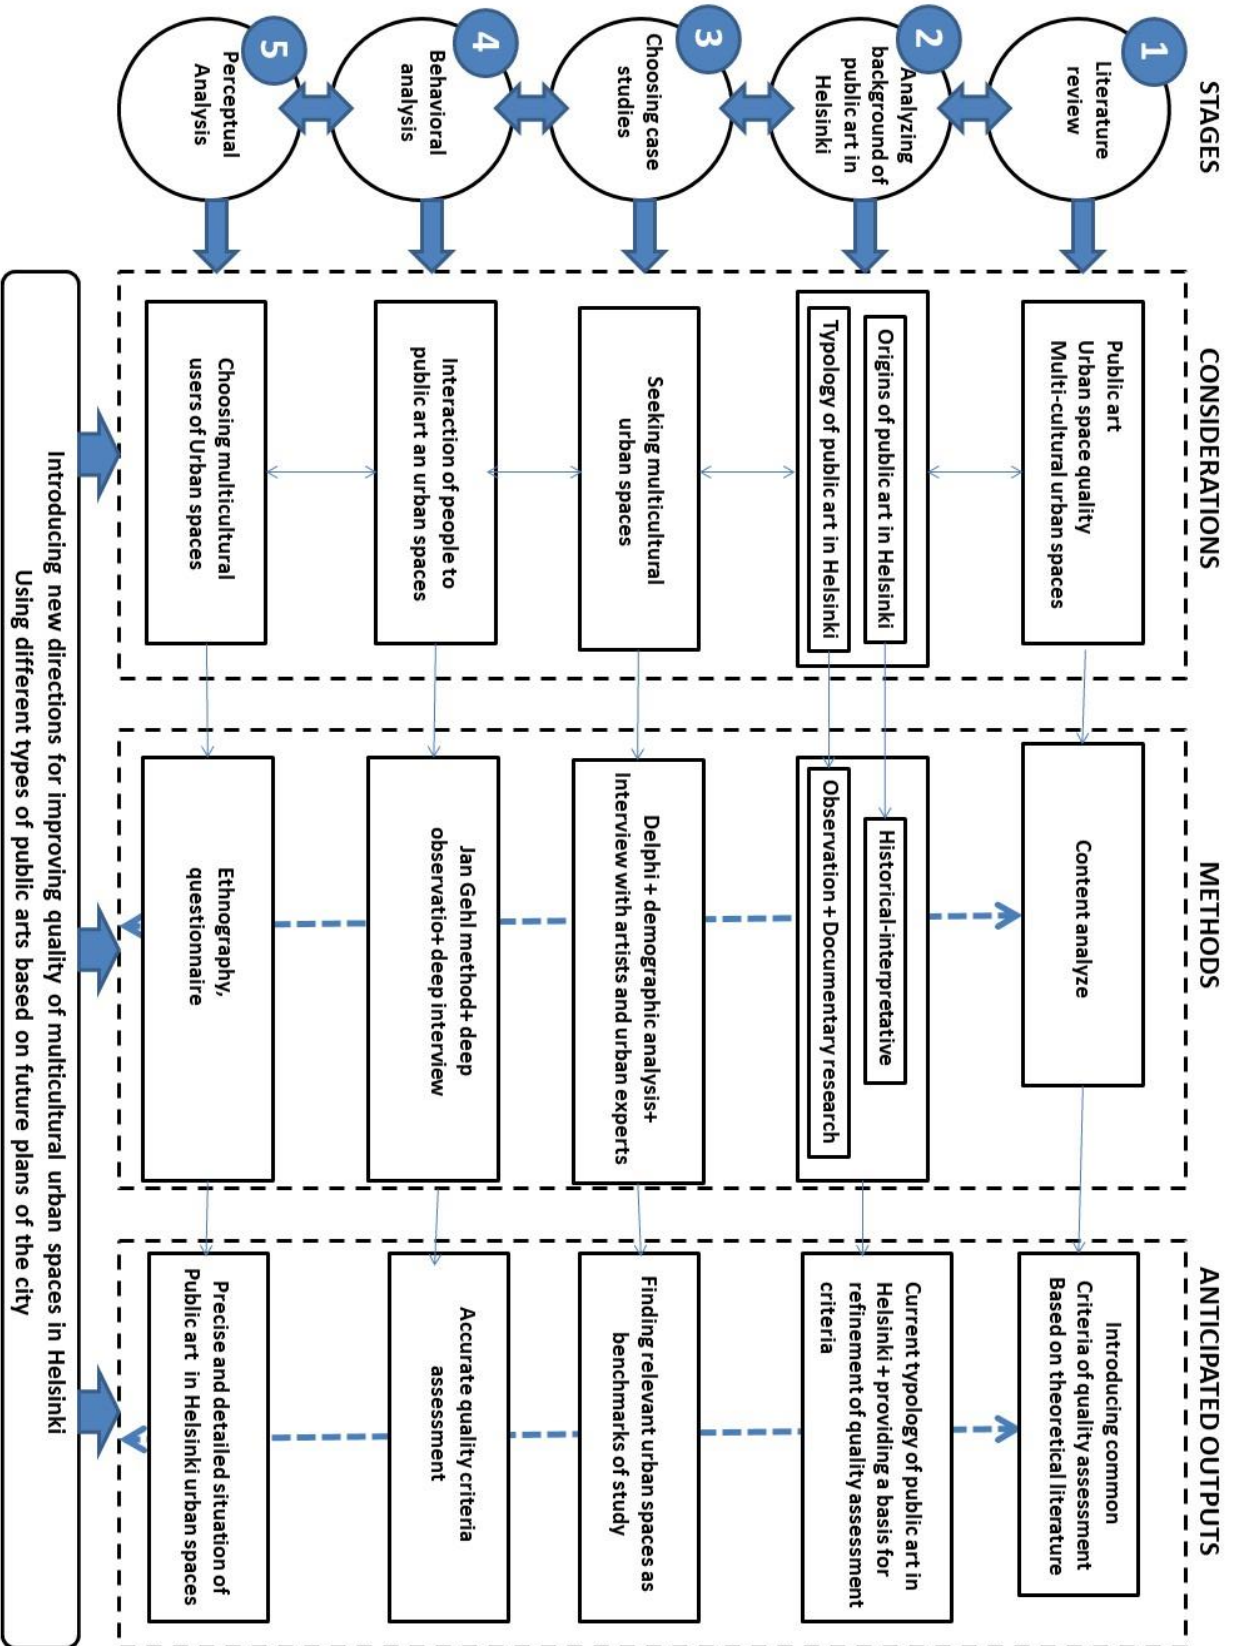 STAGES
CONSIDERATIONS
METHODS
ANTICIPATED OUTPUTS
1
Literature
review
Public art
Urban space quality
Multi-cultural urban spaces
Content analyze
Introducing common
Criteria of quality assessment
Based on theoretical literature
2
Analyzing
background of
public art in
Helsinki
Origins of public art in Helsinki
Typology of public art in Helsinki
Historical-interpretative
Observation + Documentary research
Current typology of public art in
Helsinki + providing a basis for
refinement of quality assessment
criteria
3
Choosing case
studies
Seeking multicultural
urban spaces
Delphi + demographic analysis+
Interview with artists and urban experts
Finding relevant urban spaces as
benchmarks of study
4
Behavioral
analysis
Interaction of people to
public art an urban spaces
Jan Gehl method+ deep
observatio+ deep interview
Accurate quality criteria
assessment
5
Perceptual
Analysis
Choosing multicultural
users of Urban spaces
Ethnography,
questionnaire
Precise and detailed situation of
Public art in Helsinki urban spaces
Introducing new directions for improving quality of multicultural urban spaces in Helsinki
Using different types of public arts based on future plans of the city